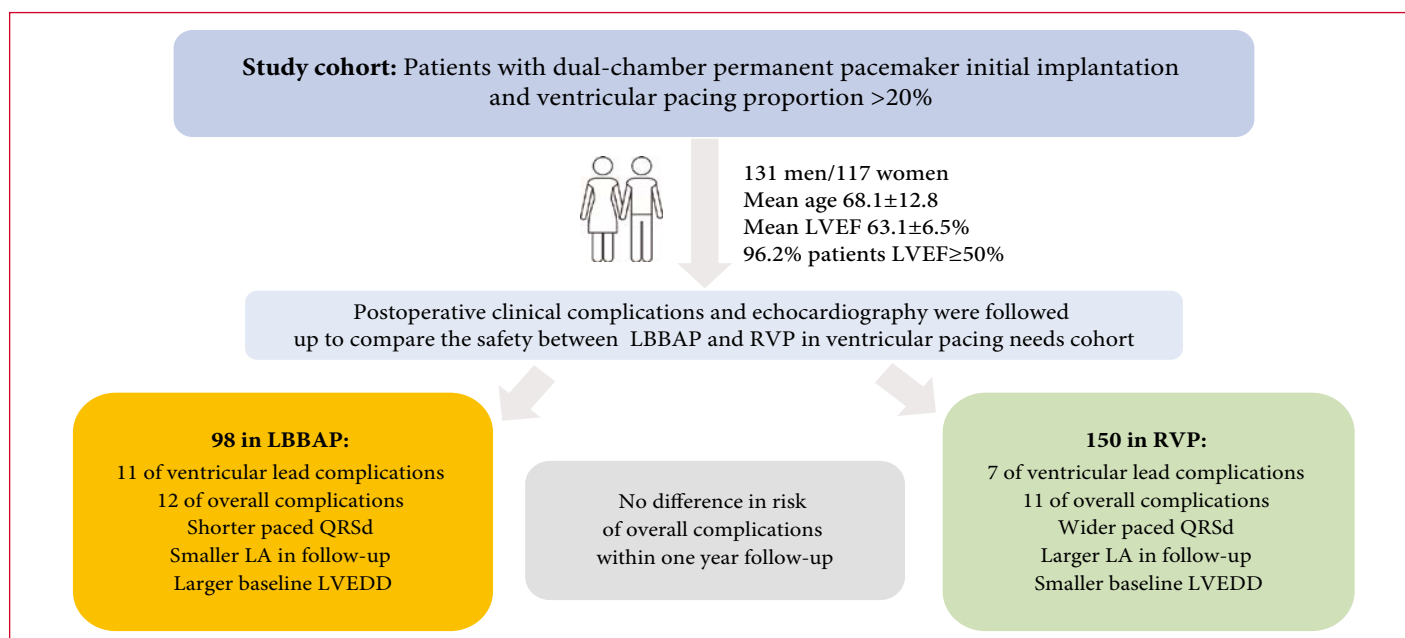 Study cohort: Patients with dual-chamber permanent pacemaker initial implantation
and ventricular pacing proportion >20%
131 men/117 women
Mean age 68.1±12.8
Mean LVEF 63.1±6.5%
96.2% patients LVEF≥50%
Postoperative clinical complications and echocardiography were followed
up to compare the safety between LBBAP and RVP in ventricular pacing needs cohort
98 in LBBAP:
11 of ventricular lead complications
12 of overall complications
Shorter paced QRSd
Smaller LA in follow-up
Larger baseline LVEDD
No difference in risk
of overall complications
within one year follow-up
150 in RVP:
7 of ventricular lead complications
11 of overall complications
Wider paced QRSd
Larger LA in follow-up
Smaller baseline LVEDD